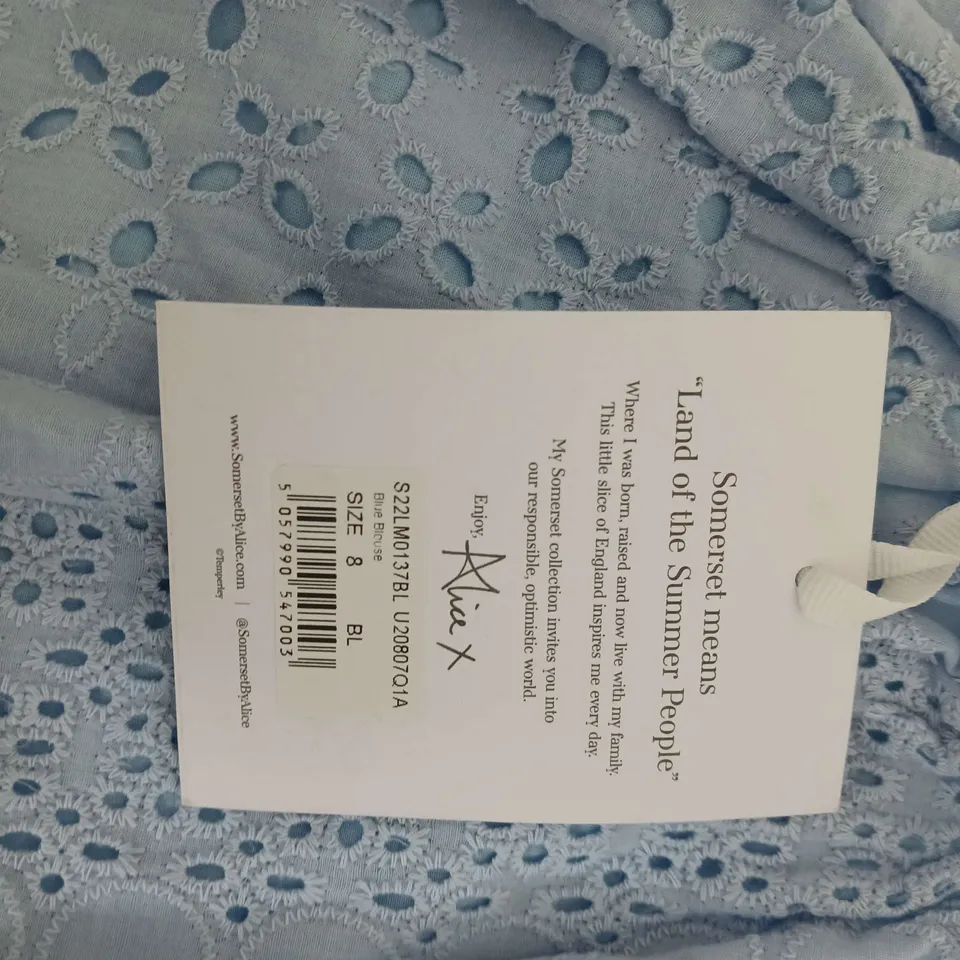 Somerset means
“Land of the Summer People”
Where I was born, raised and now live with my family.
This little slice of England inspires me every day.
My Somerset collection invites you into
our responsible, optimistic world.
Enjoy,
Alice X
S22LM0137BL U20807Q1A
Blue Blouse
SIZE 8 BL
5 057990 547003
www.SomersetByAlice.com | @SomersetByAlice
©Temperley